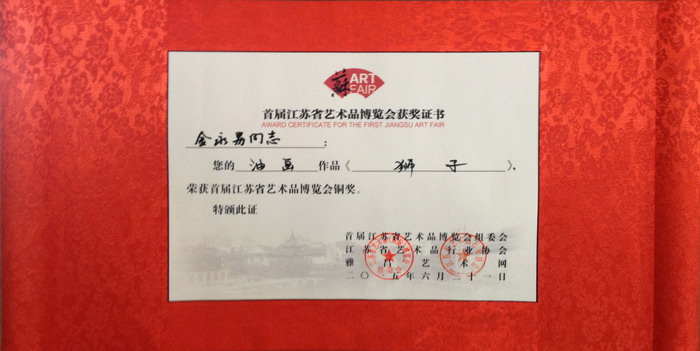 苏 ART
FAIR
首届江苏省艺术品博览会获奖证书
AWARD CERTIFICATE FOR THE FIRST JIANGSU ART FAIR
金永易同志：
您的 油画 作品《 狮子 》，
荣获首届江苏省艺术品博览会铜奖。
特颁此证
首届江苏省艺术品博览会组委会
江苏省艺术品行业协会
雅昌艺术网
二〇一五年六月二十一日